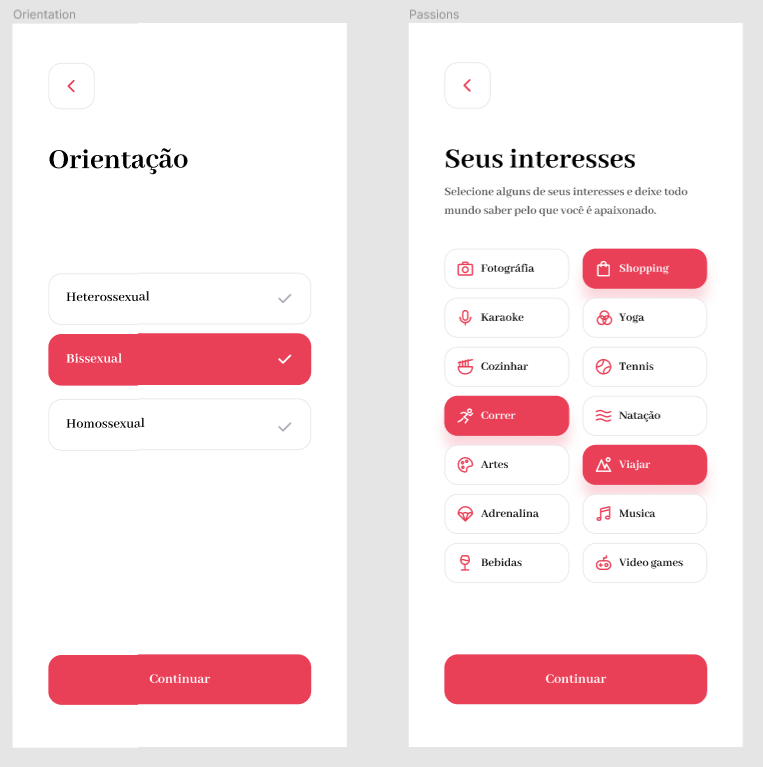 Orientation
Orientação
Heterossexual
Bissexual
Homossexual
Continuar
Passions
Seus interesses
Selecione alguns de seus interesses e deixe todo
mundo saber pelo que você é apaixonado.
Fotográfia
Shopping
Karaoke
Yoga
Cozinhar
Tennis
Correr
Natação
Artes
Viajar
Adrenalina
Musica
Bebidas
Video games
Continuar